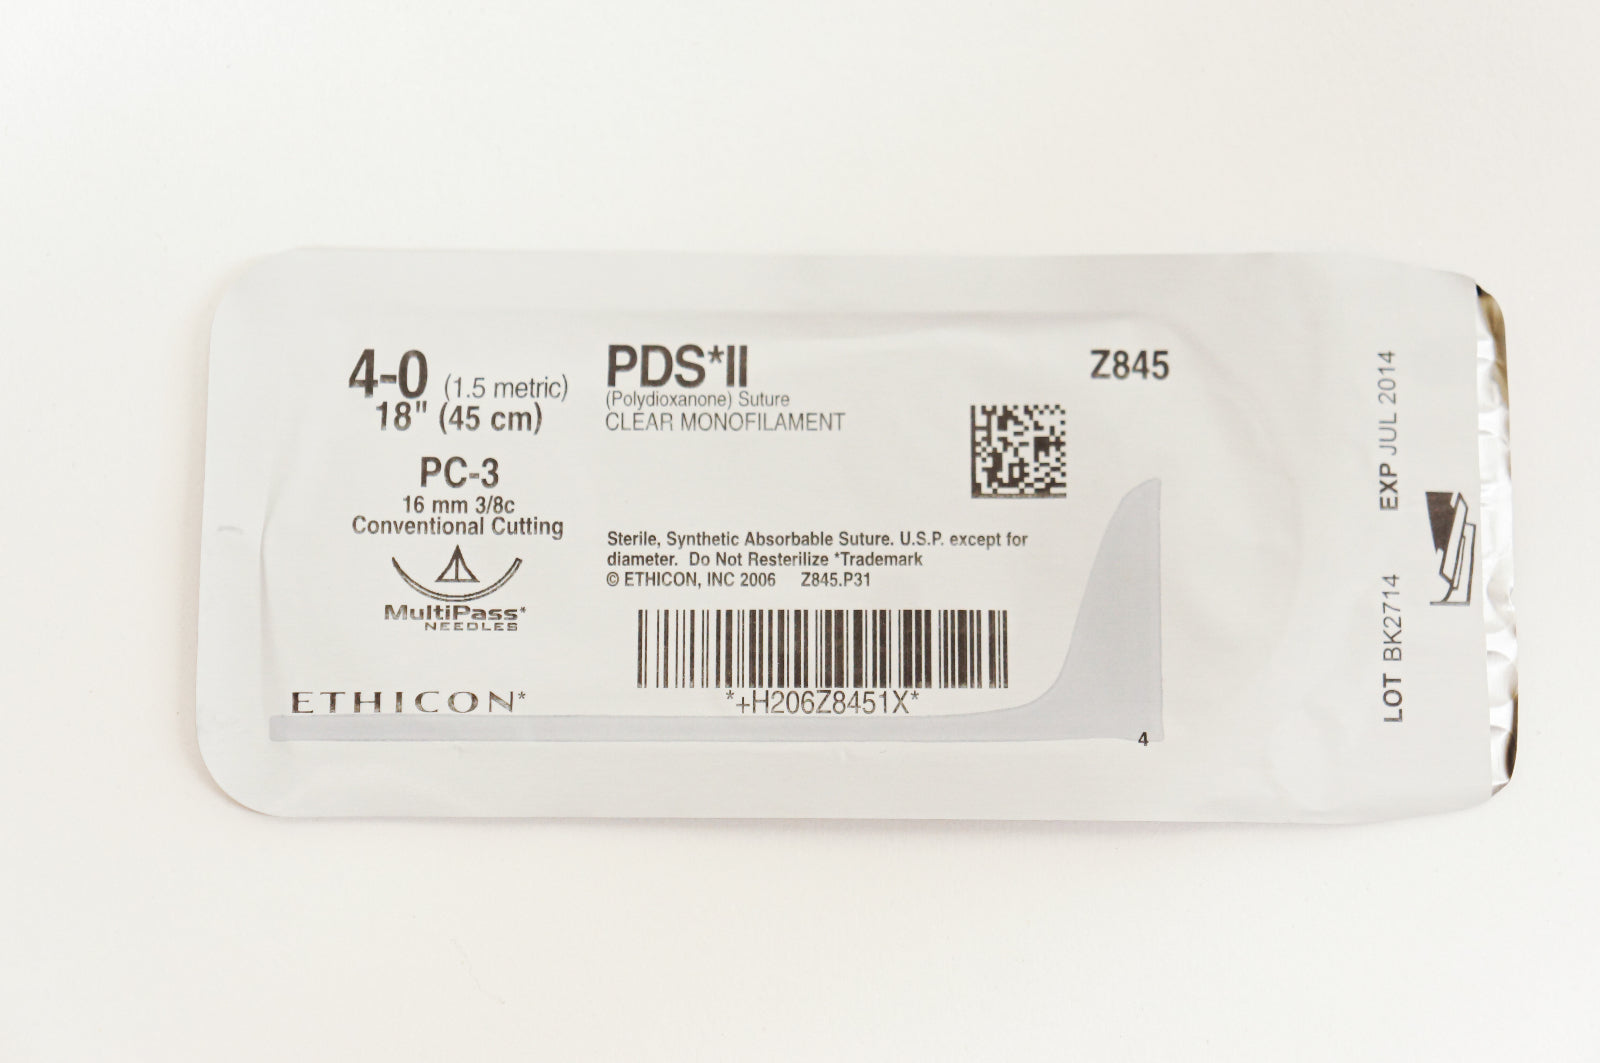 4-0 (1.5 metric)
18" (45 cm)
PC-3
16 mm 3/8c
Conventional Cutting
MultiPass*
NEEDLES
ETHICON*
PDS*II
(Polydioxanone) Suture
CLEAR MONOFILAMENT
Z845
Sterile, Synthetic Absorbable Suture. U.S.P. except for
diameter. Do Not Resterilize *Trademark
© ETHICON, INC 2006 Z845.P31
*+H206Z8451X*
4
LOT BK2714 EXP JUL 2014